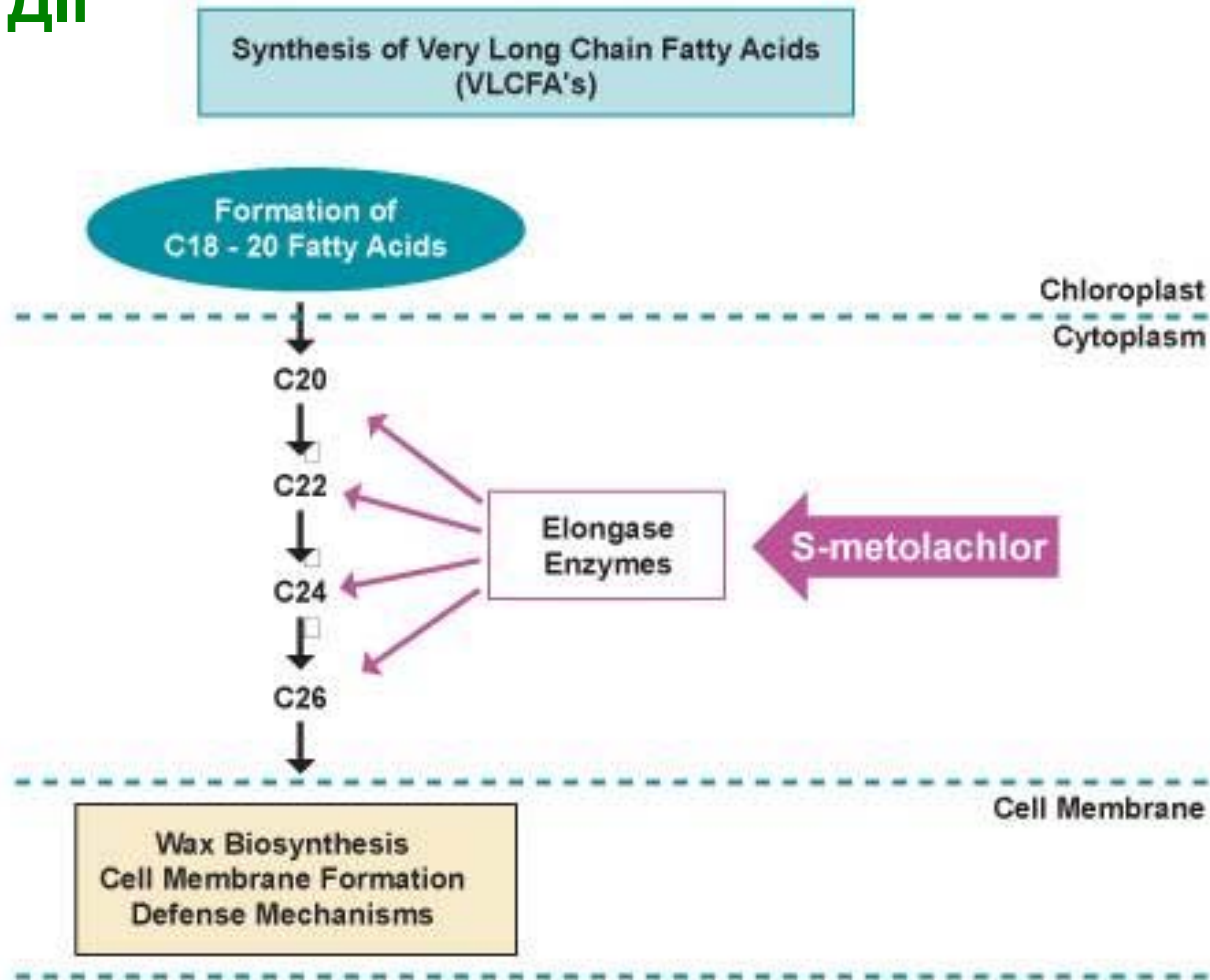 Synthesis of Very Long Chain Fatty Acids
(VLCFA's)
Formation of
C18 - 20 Fatty Acids
Chloroplast
Cytoplasm
C20
C22
Elongase
Enzymes
S-metolachlor
C24
C26
Cell Membrane
Wax Biosynthesis
Cell Membrane Formation
Defense Mechanisms